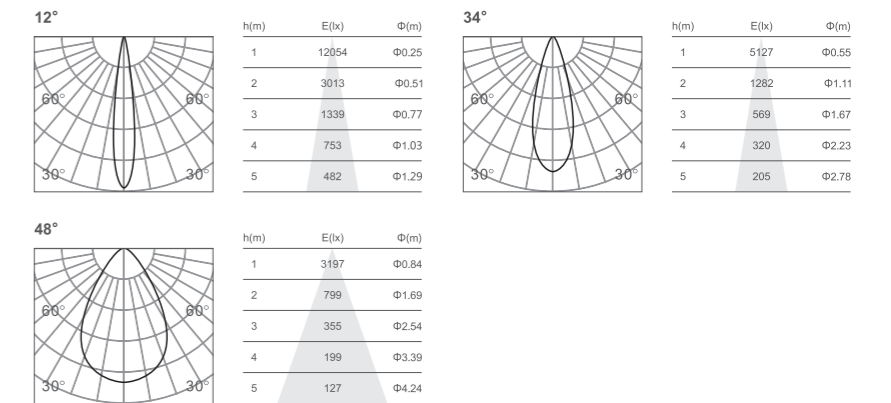 12°
60° 60°
30° 30°
h(m) E(lx) Φ(m)
1 12054 Φ0.25
2 3013 Φ0.51
3 1339 Φ0.77
4 753 Φ1.03
5 482 Φ1.29
34°
60° 60°
30° 30°
h(m) E(lx) Φ(m)
1 5127 Φ0.55
2 1282 Φ1.11
3 569 Φ1.67
4 320 Φ2.23
5 205 Φ2.78
48°
60° 60°
30° 30°
h(m) E(lx) Φ(m)
1 3197 Φ0.84
2 799 Φ1.69
3 355 Φ2.54
4 199 Φ3.39
5 127 Φ4.24